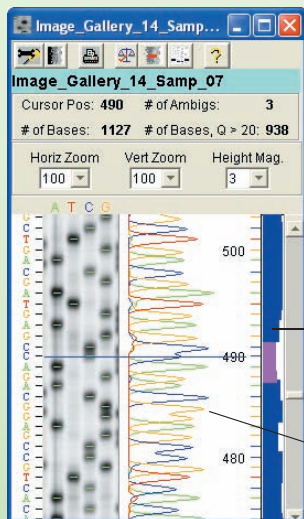 Image_Gallery_14_Samp...
Image_Gallery_14_Samp_07
Cursor Pos: 490 # of Ambigs: 3
# of Bases: 1127 # of Bases, Q > 20: 938
Horiz Zoom Vert Zoom Height Mag.
100 100 3
A T C G
500
490
480